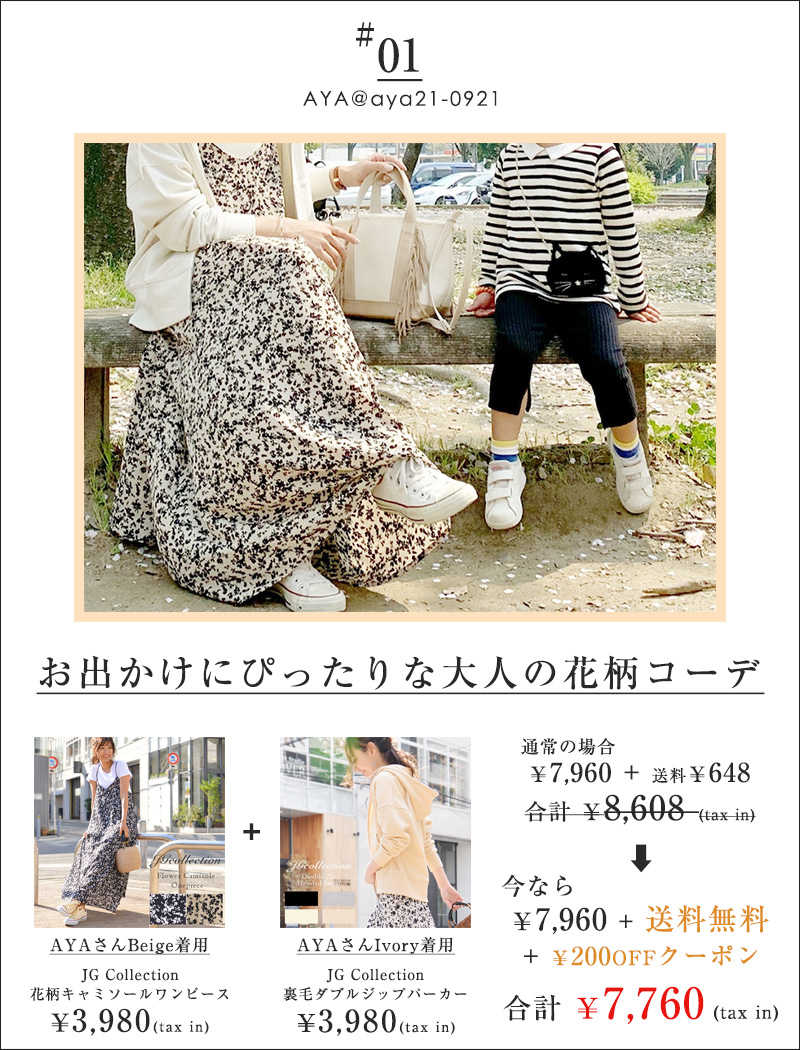 #01
AYA@aya21-0921
お出かけにぴったりな大人の花柄コーデ
JGcollection
Flower Camisole
Onepiece
AYAさんBeige着用
JG Collection
花柄キャミソールワンピース
¥3,980(tax in)
+
JGcollection
Double Zip
AYAさんIvory着用
JG Collection
裏毛ダブルジップパーカー
¥3,980(tax in)
通常の場合
¥7,960 + 送料¥648
合計 ¥8,608 (tax in)
今なら
¥7,960 + 送料無料
+ ¥200OFFクーポン
合計 ¥7,760 (tax in)